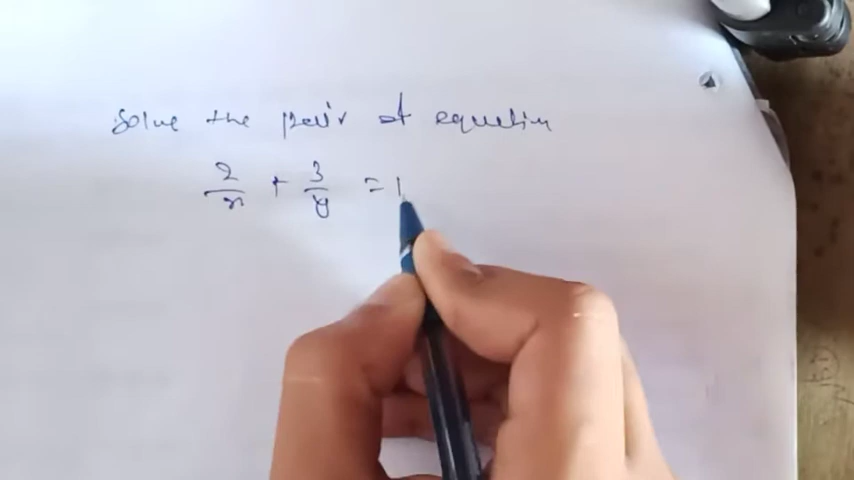 Solve the pair of equation
2/x + 3/y = 1